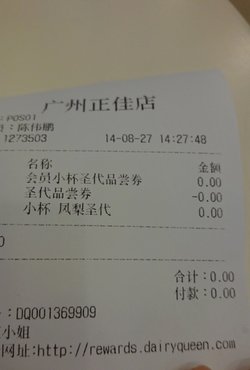 广州正佳店
: POS01
:陈伟鹏 14-08-27 14:27:48
1273503
名称 金额
会员小杯圣代品尝券 0.00
圣代品尝券 -0.00
小杯 凤梨圣代 0.00
0
合计:0.00
付款:0.00
:DQ001369909
小姐
网址:http://rewards.dairyqueen.com